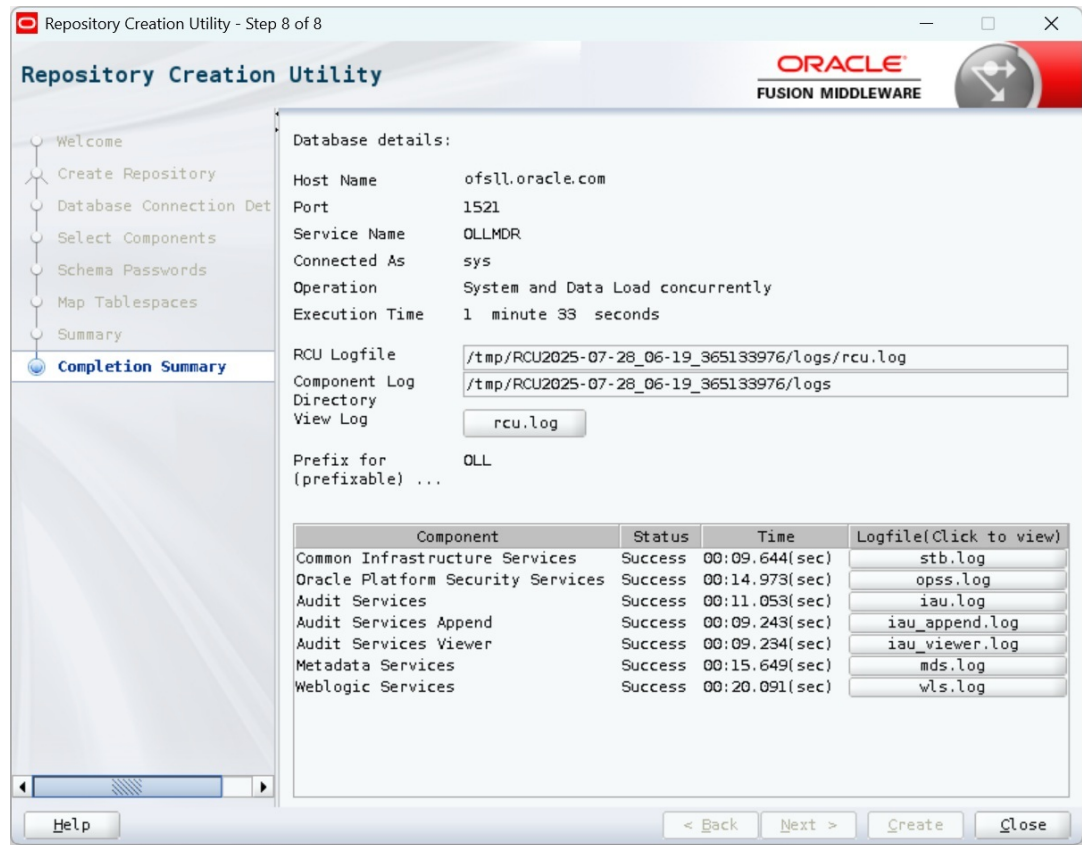 Repository Creation Utility - Step 8 of 8
Repository Creation Utility
ORACLE
FUSION MIDDLEWARE
Welcome
Create Repository
Database Connection Det
Select Components
Schema Passwords
Map Tablespaces
Summary
Completion Summary
Database details:
Host Name ofsll.oracle.com
Port 1521
Service Name OLLMDR
Connected As sys
Operation System and Data Load concurrently
Execution Time 1 minute 33 seconds
RCU Logfile /tmp/RCU2025-07-28_06-19_365133976/logs/rcu.log
Component Log Directory /tmp/RCU2025-07-28_06-19_365133976/logs
View Log rcu.log
Prefix for (prefixable) ... OLL
Component Status Time Logfile(Click to view)
Common Infrastructure Services Success 00:09.644(sec) stb.log
Oracle Platform Security Services Success 00:14.973(sec) opss.log
Audit Services Success 00:11.053(sec) iau.log
Audit Services Append Success 00:09.243(sec) iau_append.log
Audit Services Viewer Success 00:09.234(sec) iau_viewer.log
Metadata Services Success 00:15.649(sec) mds.log
Weblogic Services Success 00:20.091(sec) wls.log
Help < Back Next > Create Close